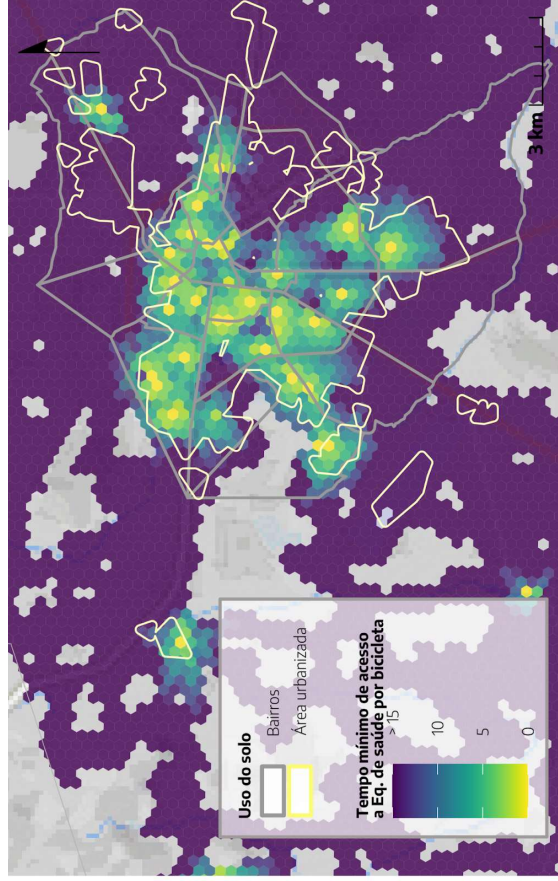 Uso do solo
Bairros
Área urbanizada
Tempo mínimo de acesso
a Eq. de saúde por bicicleta
> 15
10
5
0
3 km